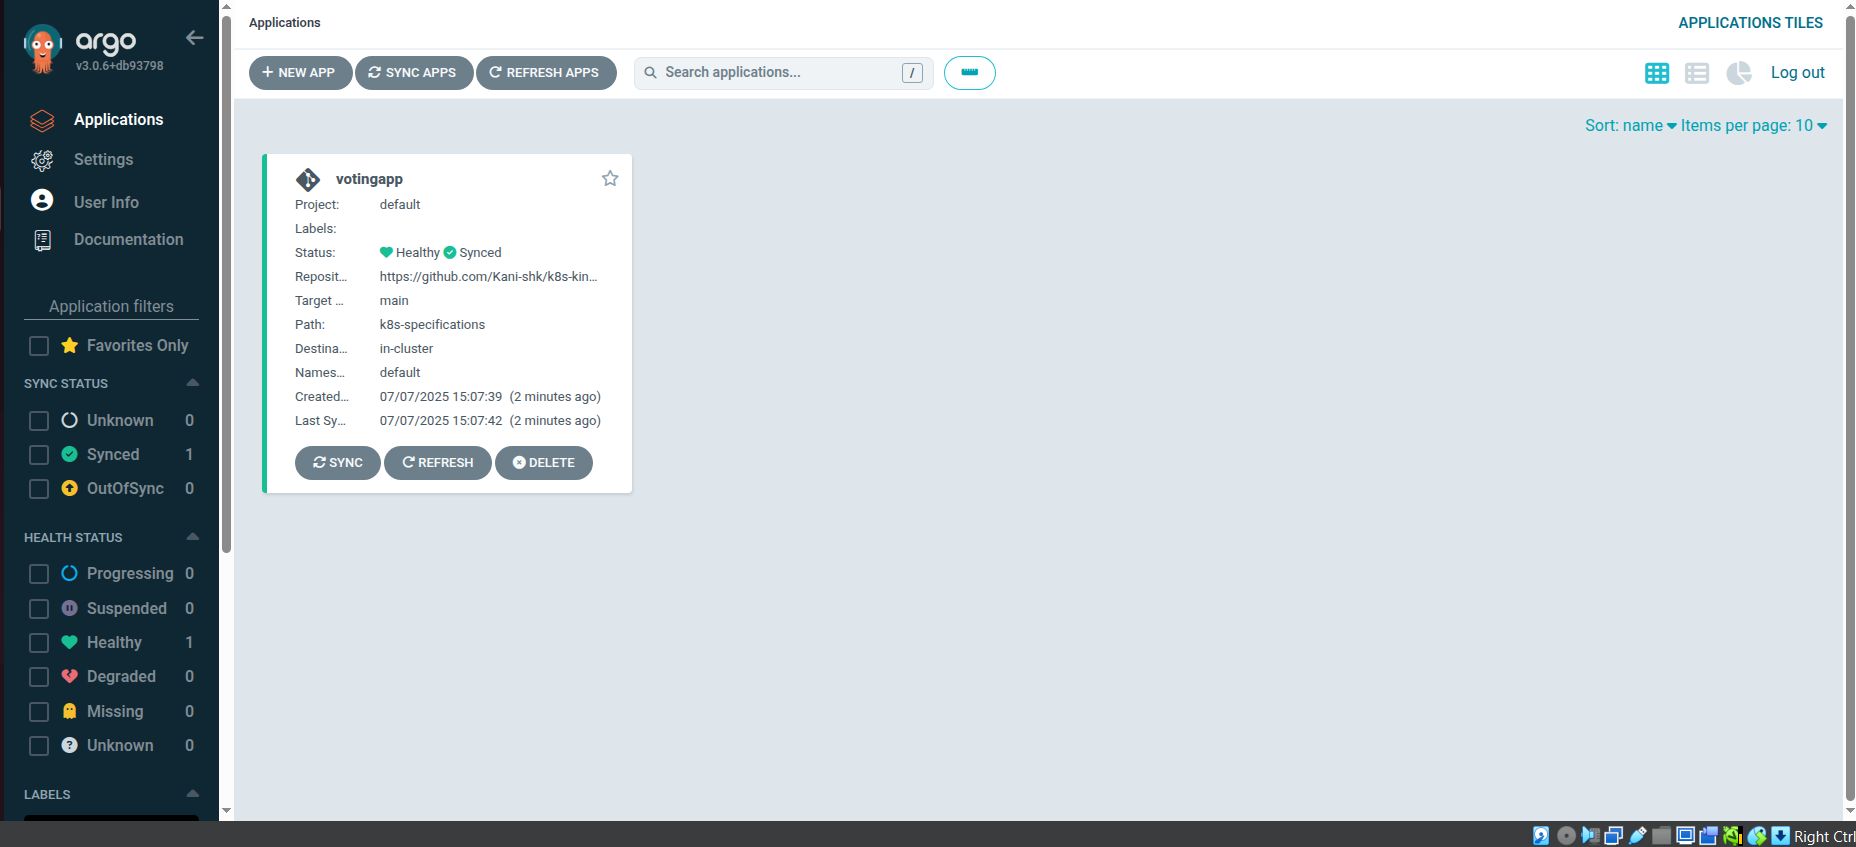 argo
v3.0.6+db93798
Applications
Settings
User Info
Documentation
Application filters
Favorites Only
SYNC STATUS
Unknown 0
Synced 1
OutOfSync 0
HEALTH STATUS
Progressing 0
Suspended 0
Healthy 1
Degraded 0
Missing 0
Unknown 0
LABELS
Applications
APPLICATIONS TILES
NEW APP SYNC APPS REFRESH APPS Search applications... / Log out
Sort: name Items per page: 10
votingapp
Project: default
Labels:
Status: Healthy Synced
Reposit... https://github.com/Kani-shk/k8s-kin...
Target ... main
Path: k8s-specifications
Destina... in-cluster
Names... default
Created... 07/07/2025 15:07:39 (2 minutes ago)
Last Sy... 07/07/2025 15:07:42 (2 minutes ago)
SYNC REFRESH DELETE
Right Ctrl